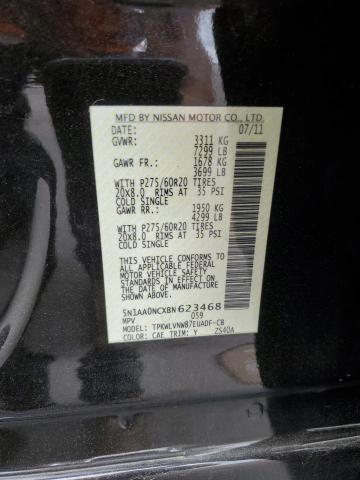 MFD BY NISSAN MOTOR CO., LTD.
DATE: 07/11
GVWR: 3311 KG
7299 LB
GAWR FR.: 1678 KG
3699 LB
WITH P275/60R20 TIRES
20X8.0 RIMS AT 35 PSI
COLD SINGLE
GAWR RR.: 1950 KG
4299 LB
WITH P275/60R20 TIRES
20X8.0 RIMS AT 35 PSI
COLD SINGLE
THIS VEHICLE CONFORMS TO ALL
APPLICABLE U.S. FEDERAL
MOTOR VEHICLE SAFETY
STANDARDS IN EFFECT ON
THE DATE OF MANUFACTURE
SHOWN ABOVE.
5N1AA0NCXBN623468
MPV 059
MODEL: TPKWLVNW87EUADF-CB
COLOR: CAE TRIM: Y ZS40A